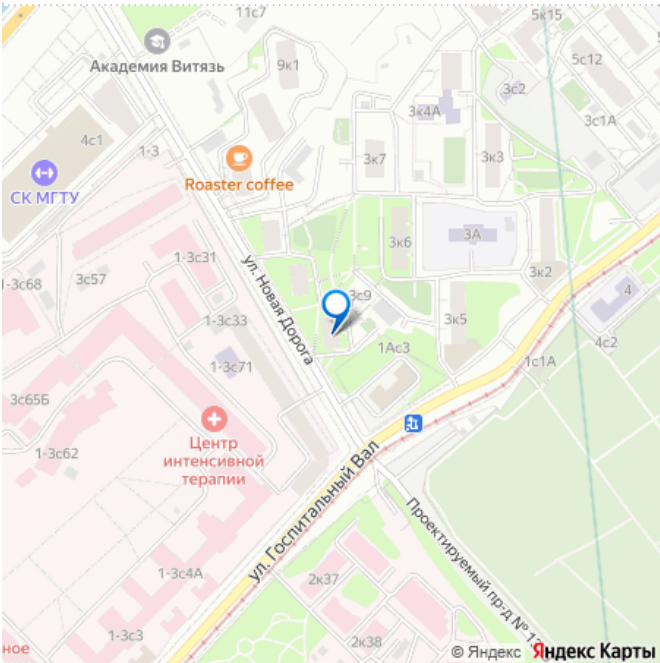 11с7
5к15
Академия Витязь
9к1
5с12
3с2
3к4А
3с1А
4с1
1-3
3к7
3к3
СК МГТУ
Roaster coffee
3А
3к6
1-3с31
3к2
1-3с68
3с57
ул. Новая Дорога
3с9
4
1-3с33
3к5
1Ас3
4с2
1с1А
1-3с71
3с65Б
1-3с62
Центр
интенсивной
терапии
ул. Госпитальный Вал
Проектируемый пр-д №
1-3с4А
2к37
1-3с3
2к38
ное
© Яндекс Яндекс Карты